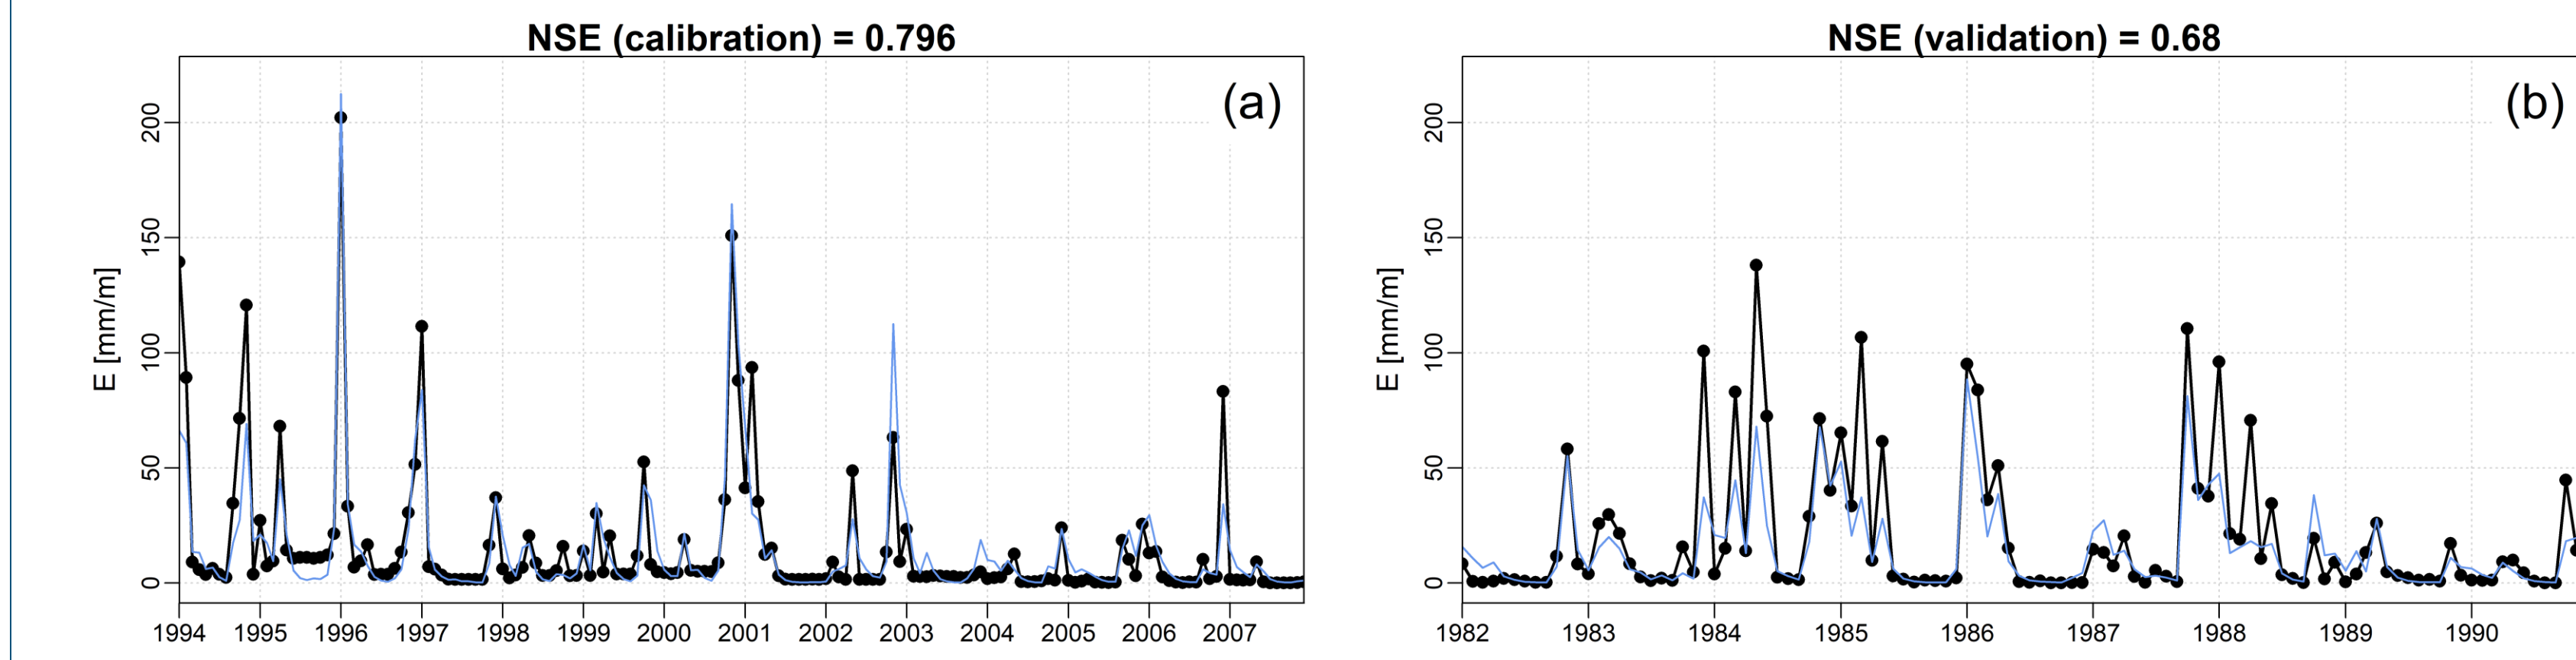 NSE (calibration) = 0.796
(a)
E [mm/m]
200
150
100
50
0
1994 1995 1996 1997 1998 1999 2000 2001 2002 2003 2004 2005 2006 2007
NSE (validation) = 0.68
(b)
E [mm/m]
200
150
100
50
0
1982 1983 1984 1985 1986 1987 1988 1989 1990